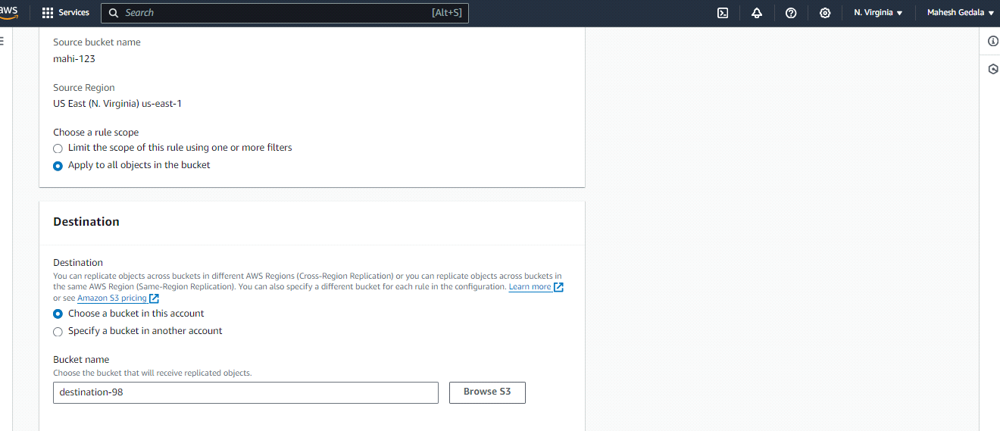 aws
Services
Search
[Alt+S]
N. Virginia
Mahesh Gedala
Source bucket name
mahi-123
Source Region
US East (N. Virginia) us-east-1
Choose a rule scope
Limit the scope of this rule using one or more filters
Apply to all objects in the bucket
Destination
Destination
You can replicate objects across buckets in different AWS Regions (Cross-Region Replication) or you can replicate objects across buckets in
the same AWS Region (Same-Region Replication). You can also specify a different bucket for each rule in the configuration. Learn more
or see Amazon S3 pricing
Choose a bucket in this account
Specify a bucket in another account
Bucket name
Choose the bucket that will receive replicated objects.
destination-98
Browse S3